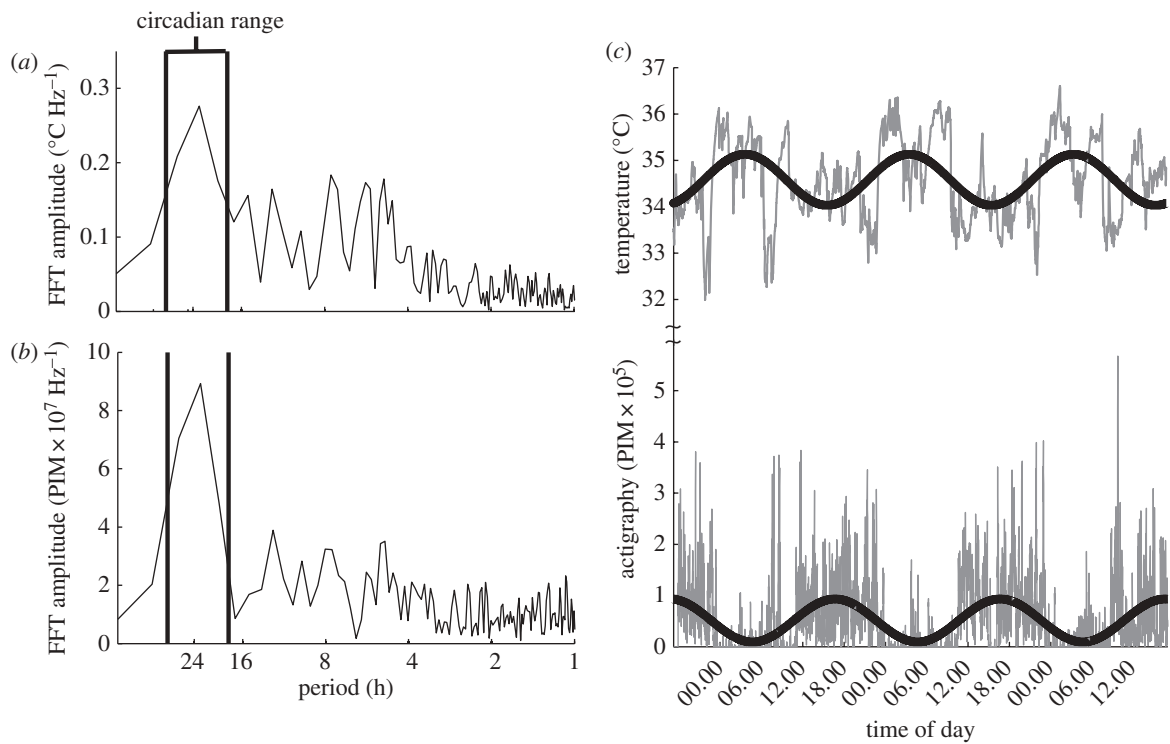 circadian range
(a)
FFT amplitude (°C Hz⁻¹)
0.3
0.2
0.1
0
(b)
FFT amplitude (PIM × 10⁷ Hz⁻¹)
10
8
6
4
2
0
24 16 8 4 2 1
period (h)
(c)
temperature (°C)
37
36
35
34
33
32
actigraphy (PIM × 10⁵)
5
4
3
2
1
0
00.00 06.00 12.00 18.00 00.00 06.00 12.00 18.00 00.00 06.00 12.00
time of day